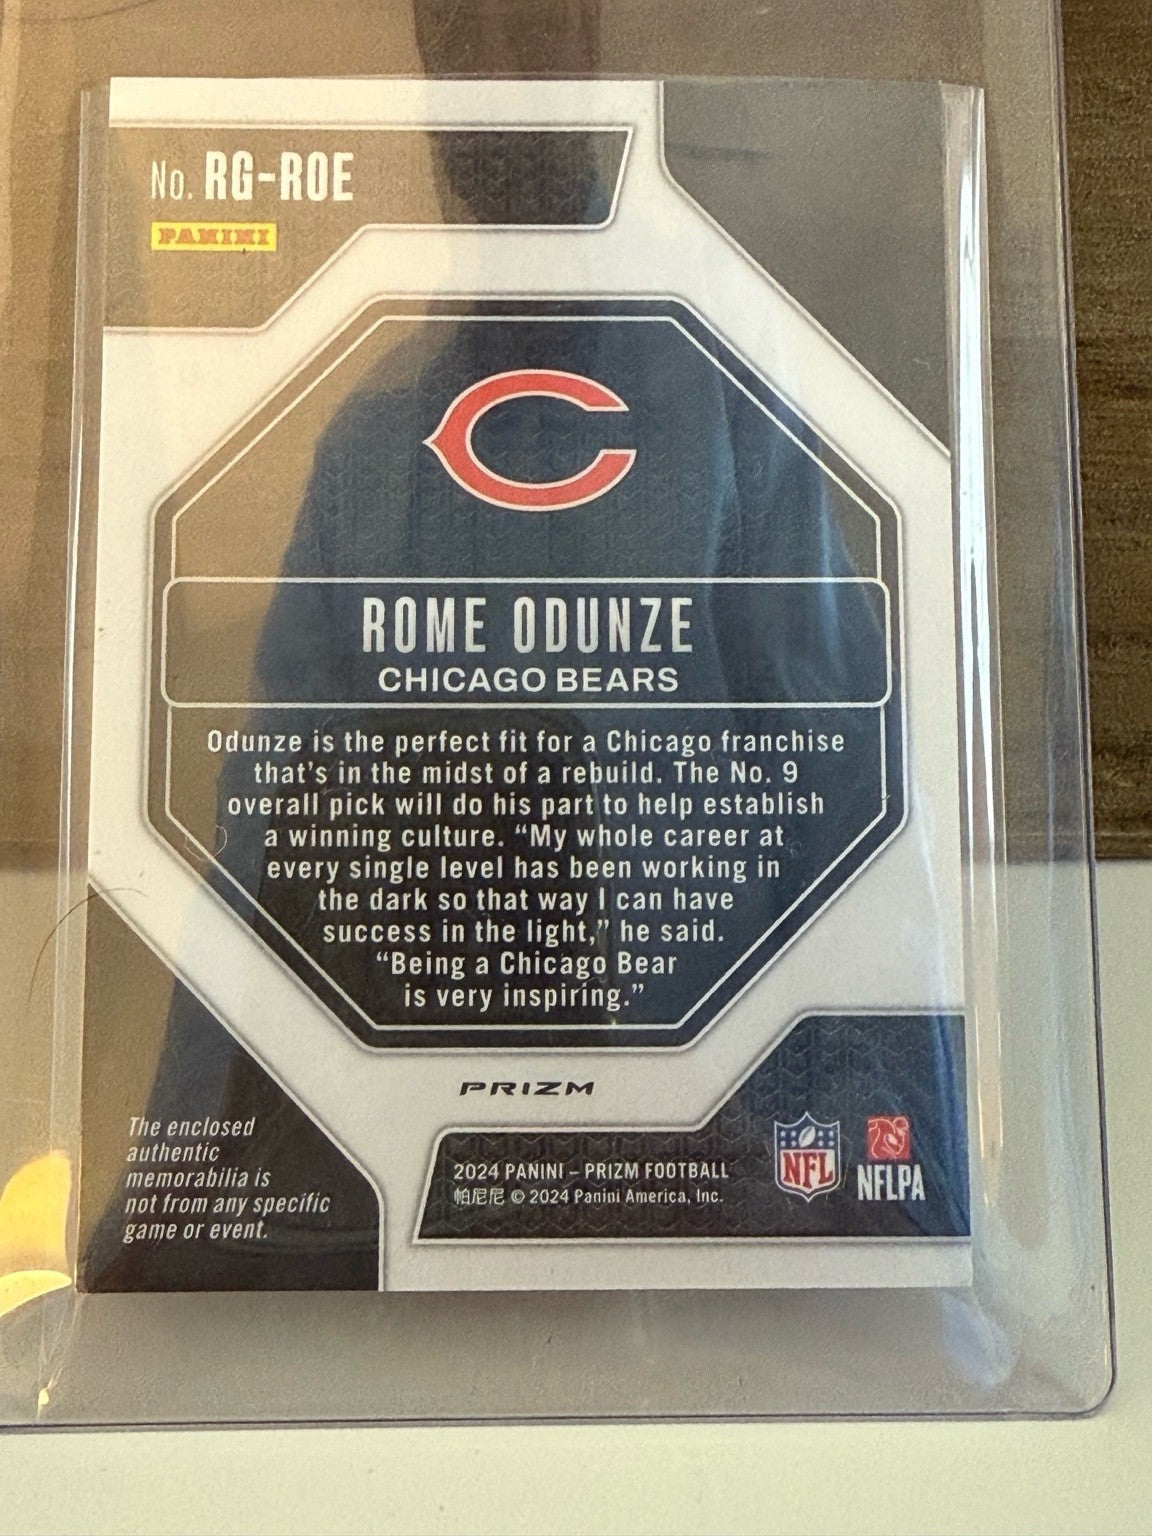 No. RG-ROE
PANINI
ROME ODUNZE
CHICAGO BEARS
Odunze is the perfect fit for a Chicago franchise
that's in the midst of a rebuild. The No. 9
overall pick will do his part to help establish
a winning culture. “My whole career at
every single level has been working in
the dark so that way I can have
success in the light,” he said.
“Being a Chicago Bear
is very inspiring.”
PRIZM
The enclosed
authentic
memorabilia is
not from any specific
game or event.
2024 PANINI – PRIZM FOOTBALL
帕尼尼 © 2024 Panini America, Inc.
NFL
NFLPA